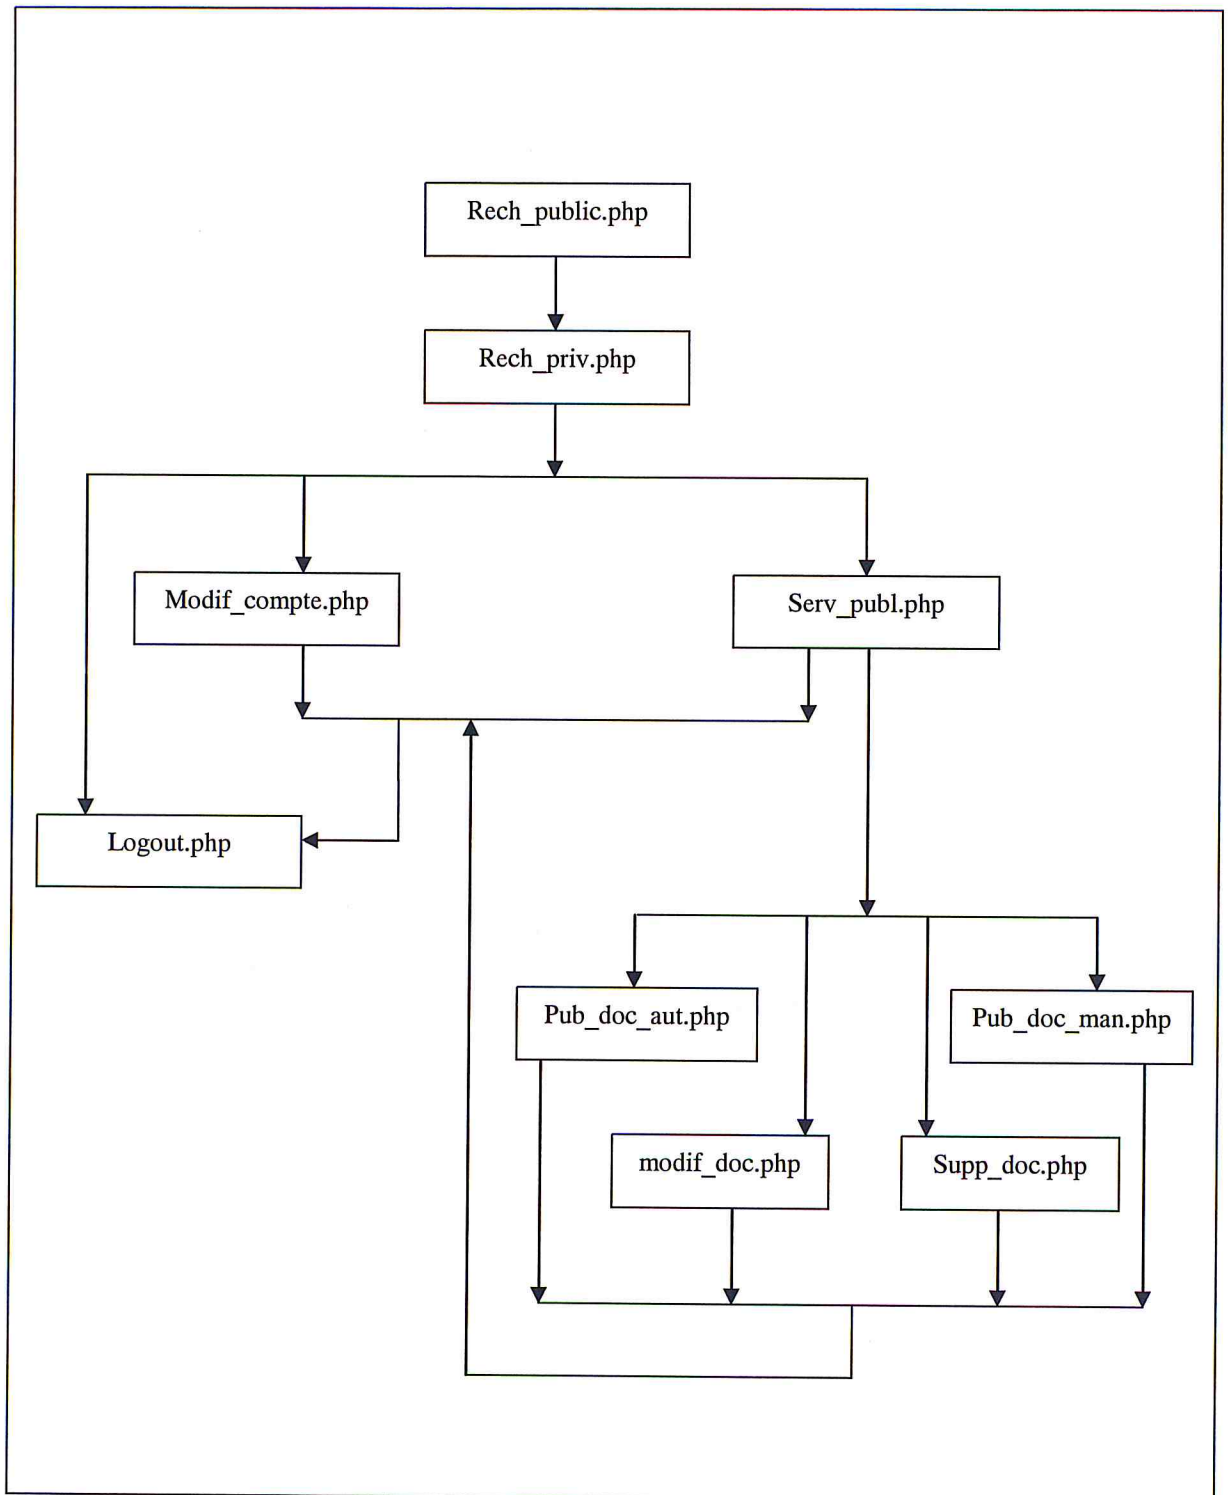 Rech_public.php
Rech_priv.php
Modif_compte.php
Serv_publ.php
Logout.php
Pub_doc_aut.php
Pub_doc_man.php
modif_doc.php
Supp_doc.php